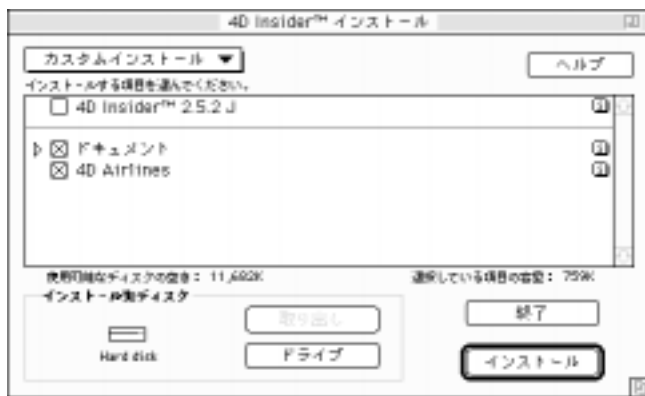 4D Insider™ インストール
カスタムインストール ▼
ヘルプ
インストールする項目を選んでください。
4D Insider™ 2.5.2 J
ドキュメント
4D Airlines
使用可能なディスクの空き： 11,682K
選択している項目の容量： 759K
インストール先ディスク
取り出し
終了
Hard disk
ドライブ
インストール